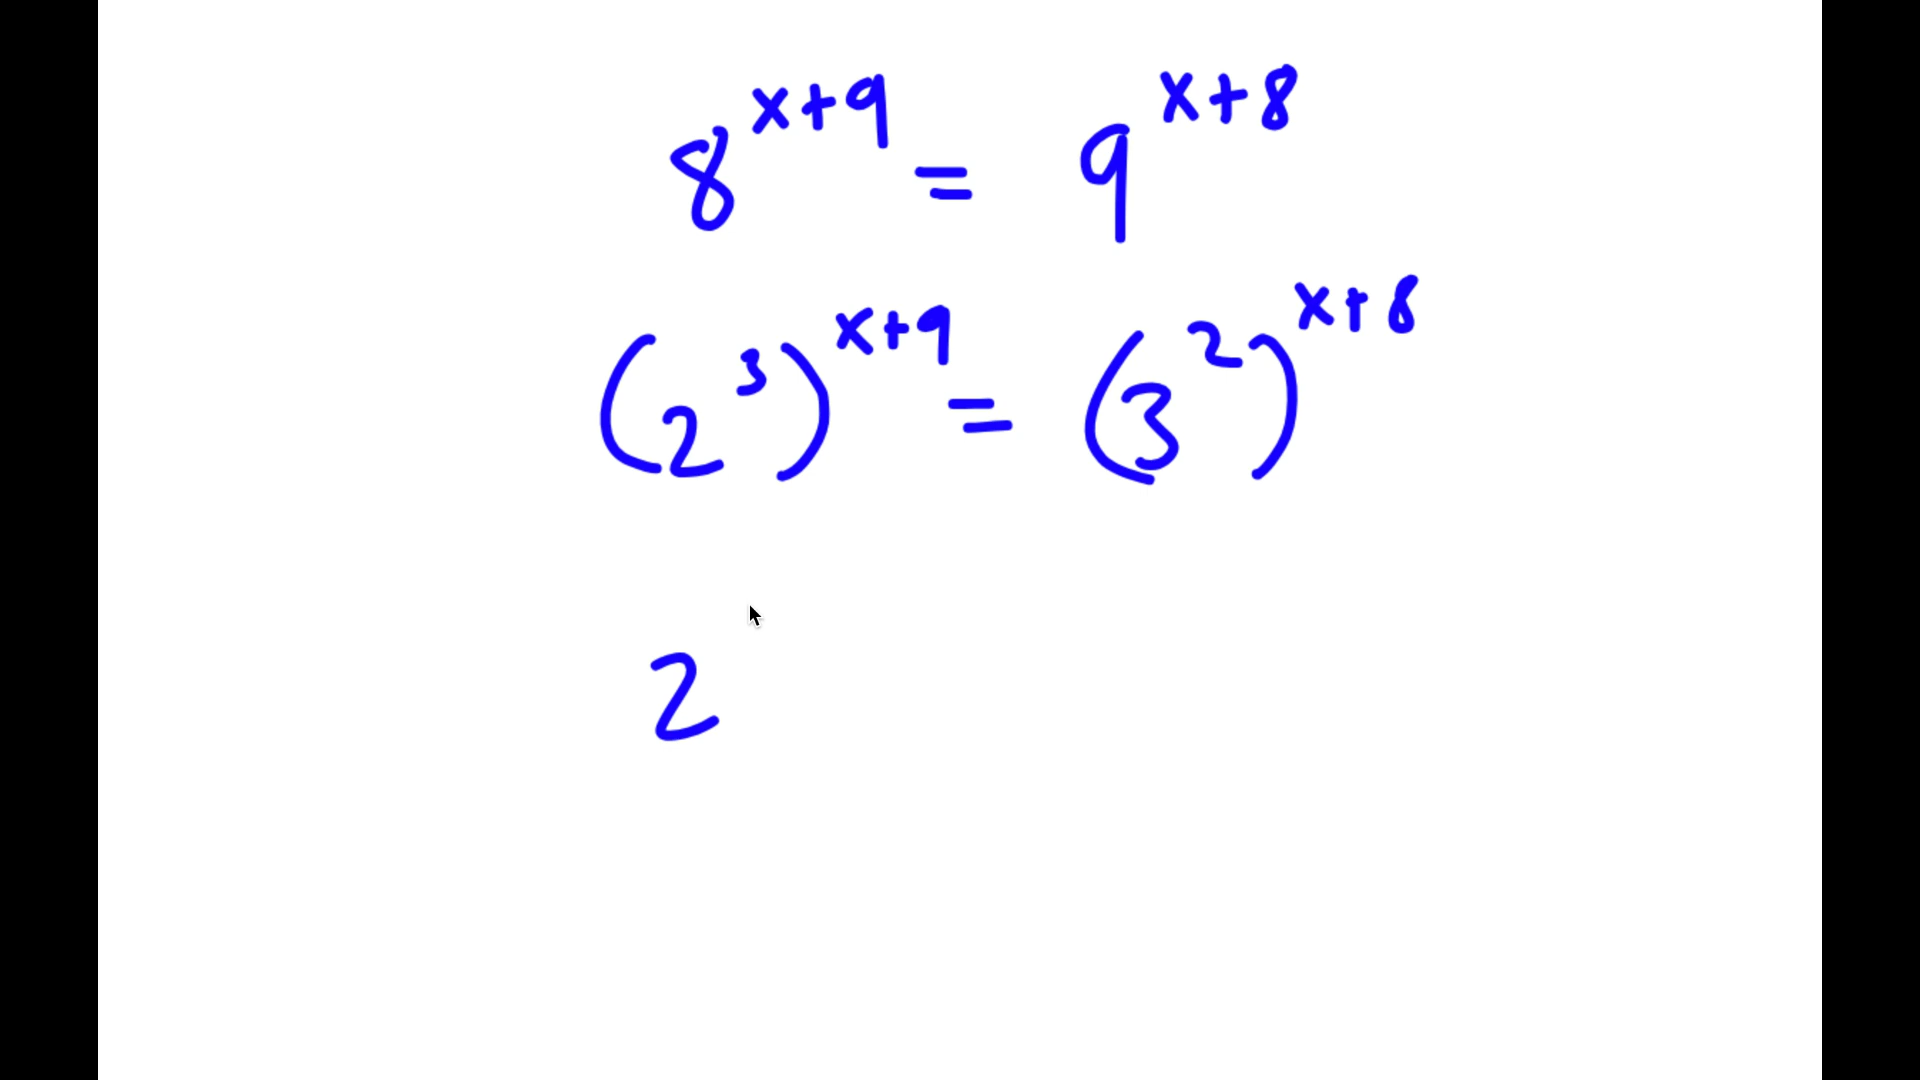 8^{x+9} = 9^{x+8}
(2^3)^{x+9} = (3^2)^{x+8}
2